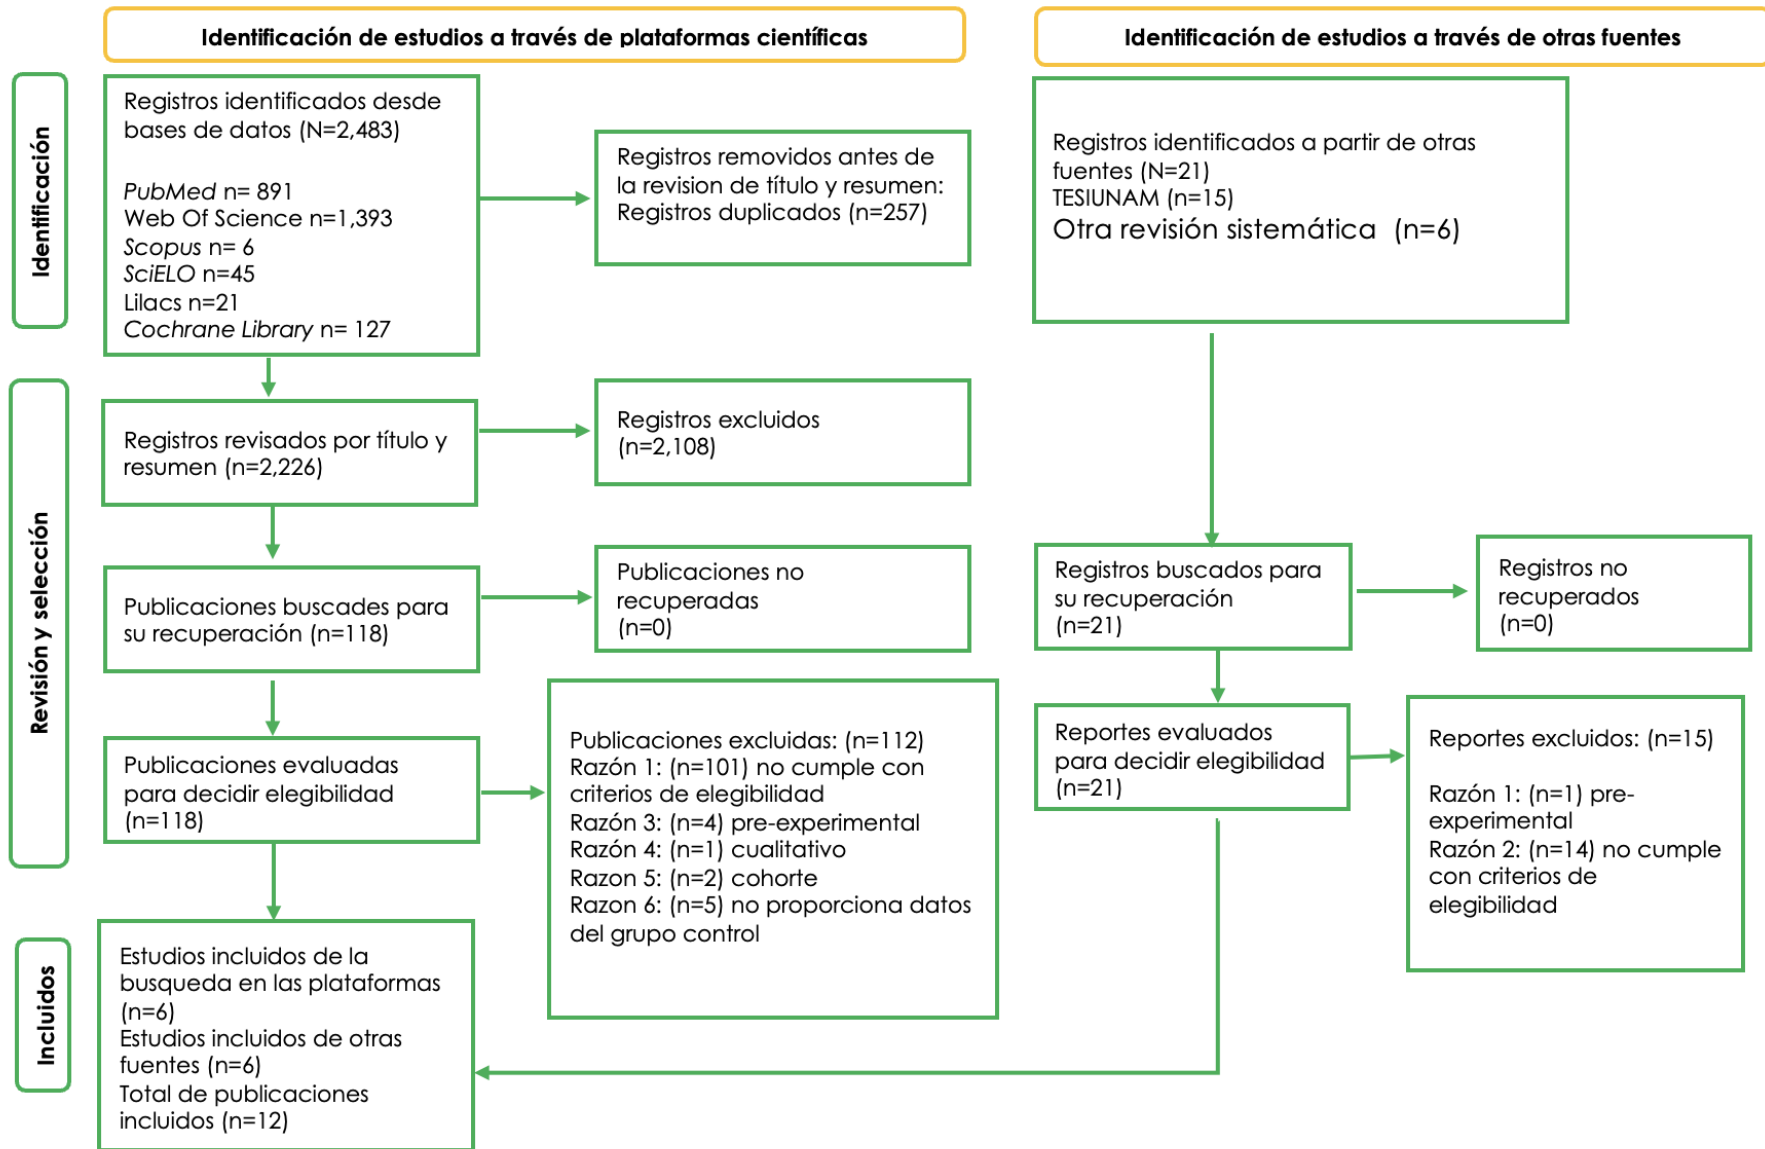 Identificación de estudios a través de plataformas científicas
Identificación de estudios a través de otras fuentes
Identificación
Registros identificados desde
bases de datos (N=2,483)
PubMed n= 891
Web Of Science n=1,393
Scopus n= 6
SciELO n=45
Lilacs n=21
Cochrane Library n= 127
Registros removidos antes de
la revision de título y resumen:
Registros duplicados (n=257)
Registros identificados a partir de otras
fuentes (N=21)
TESIUNAM (n=15)
Otra revisión sistemática (n=6)
Revisión y selección
Registros revisados por título y
resumen (n=2,226)
Registros excluidos
(n=2,108)
Publicaciones buscades para
su recuperación (n=118)
Publicaciones no
recuperadas
(n=0)
Registros buscados para
su recuperación
(n=21)
Registros no
recuperados
(n=0)
Publicaciones evaluadas
para decidir elegibilidad
(n=118)
Publicaciones excluidas: (n=112)
Razón 1: (n=101) no cumple con
criterios de elegibilidad
Razón 3: (n=4) pre-experimental
Razón 4: (n=1) cualitativo
Razon 5: (n=2) cohorte
Razon 6: (n=5) no proporciona datos
del grupo control
Reportes evaluados
para decidir elegibilidad
(n=21)
Reportes excluidos: (n=15)
Razón 1: (n=1) pre-
experimental
Razón 2: (n=14) no cumple
con criterios de
elegibilidad
Incluidos
Estudios incluidos de la
busqueda en las plataformas
(n=6)
Estudios incluidos de otras
fuentes (n=6)
Total de publicaciones
incluidos (n=12)